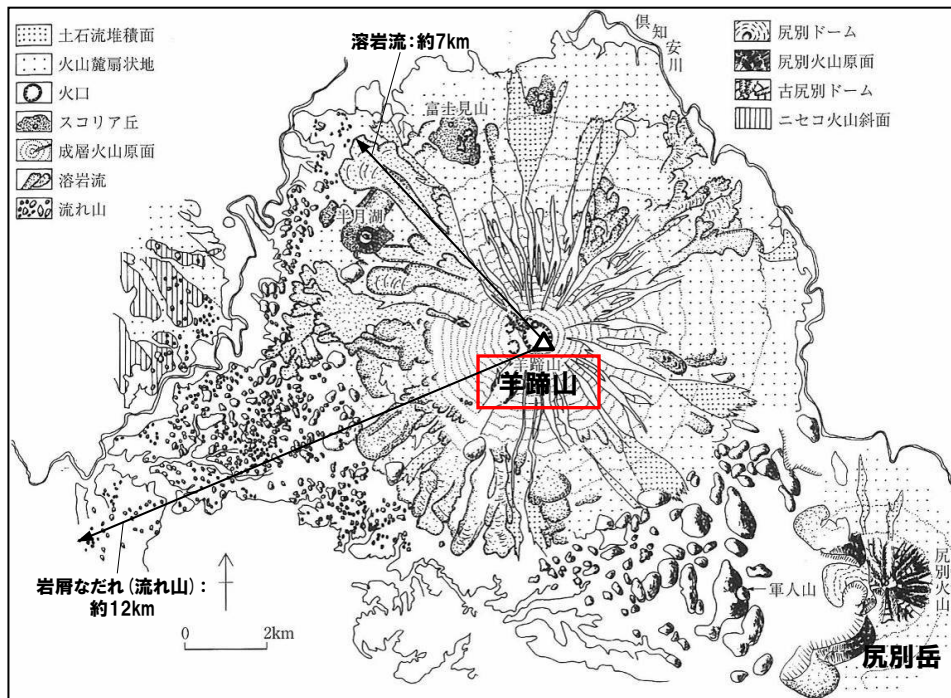 土石流堆積面
火山麓扇状地
火口
スコリア丘
成層火山原面
溶岩流
流れ山
溶岩流：約7km
倶知安川
尻別ドーム
尻別火山原面
古尻別ドーム
ニセコ火山斜面
富士見山
半月湖
羊蹄山
羊蹄山
岩屑なだれ（流れ山）：
約12km
0
2km
軍人山
尻別火山
尻別岳